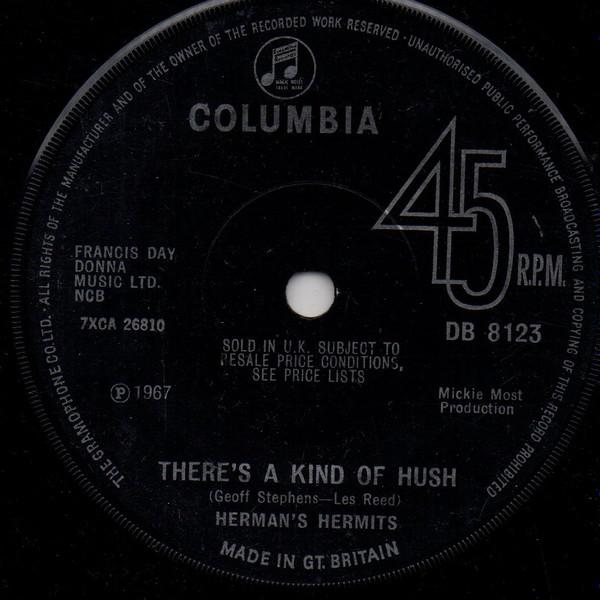 THE GRAMOPHONE CO. LTD. · ALL RIGHTS OF THE MANUFACTURER AND OF THE OWNER OF THE RECORDED WORK RESERVED · UNAUTHORISED PUBLIC PERFORMANCE BROADCASTING AND COPYING OF THIS RECORD PROHIBITED
MAGIC NOTES
TRADE MARK
COLUMBIA
45
R.P.M.
FRANCIS DAY
DONNA
MUSIC LTD.
NCB
7XCA 26810
DB 8123
SOLD IN U.K. SUBJECT TO
RESALE PRICE CONDITIONS,
SEE PRICE LISTS
Ⓟ 1967
Mickie Most
Production
THERE'S A KIND OF HUSH
(Geoff Stephens—Les Reed)
HERMAN'S HERMITS
MADE IN GT. BRITAIN